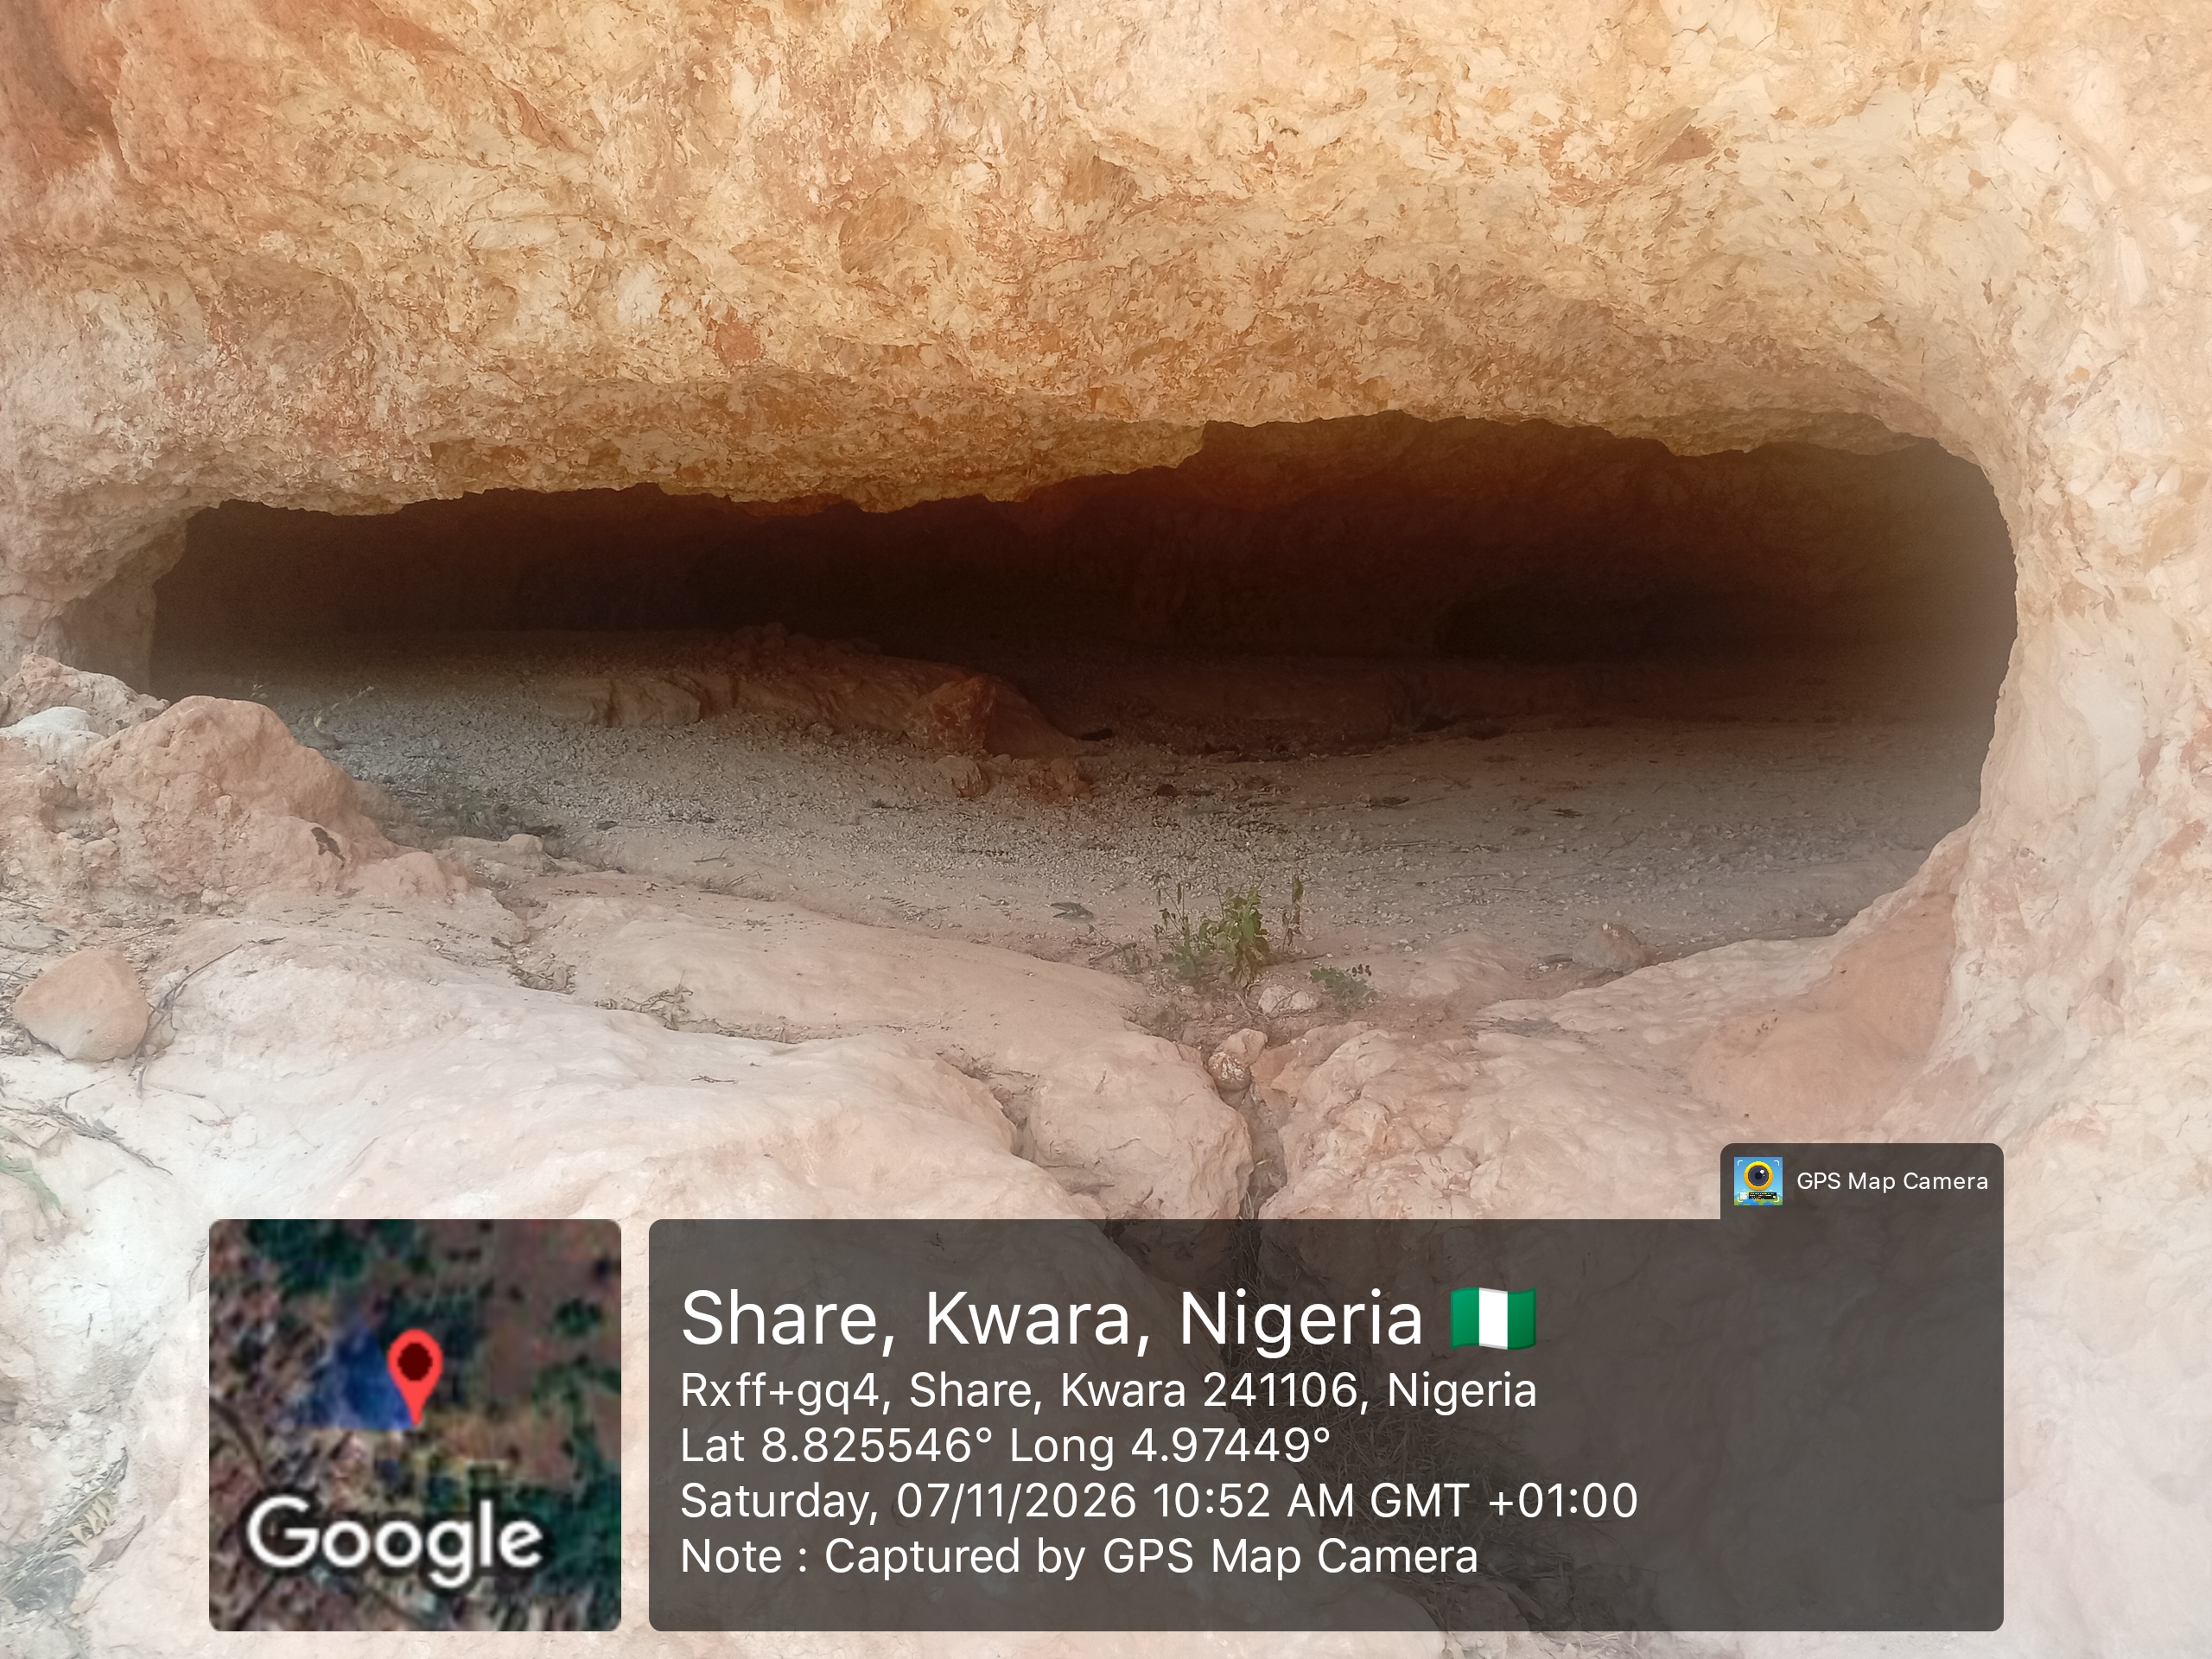 GPS Map Camera
Share, Kwara, Nigeria 🇳🇬
Rxff+gq4, Share, Kwara 241106, Nigeria
Lat 8.825546° Long 4.97449°
Saturday, 07/11/2026 10:52 AM GMT +01:00
Note : Captured by GPS Map Camera
Google